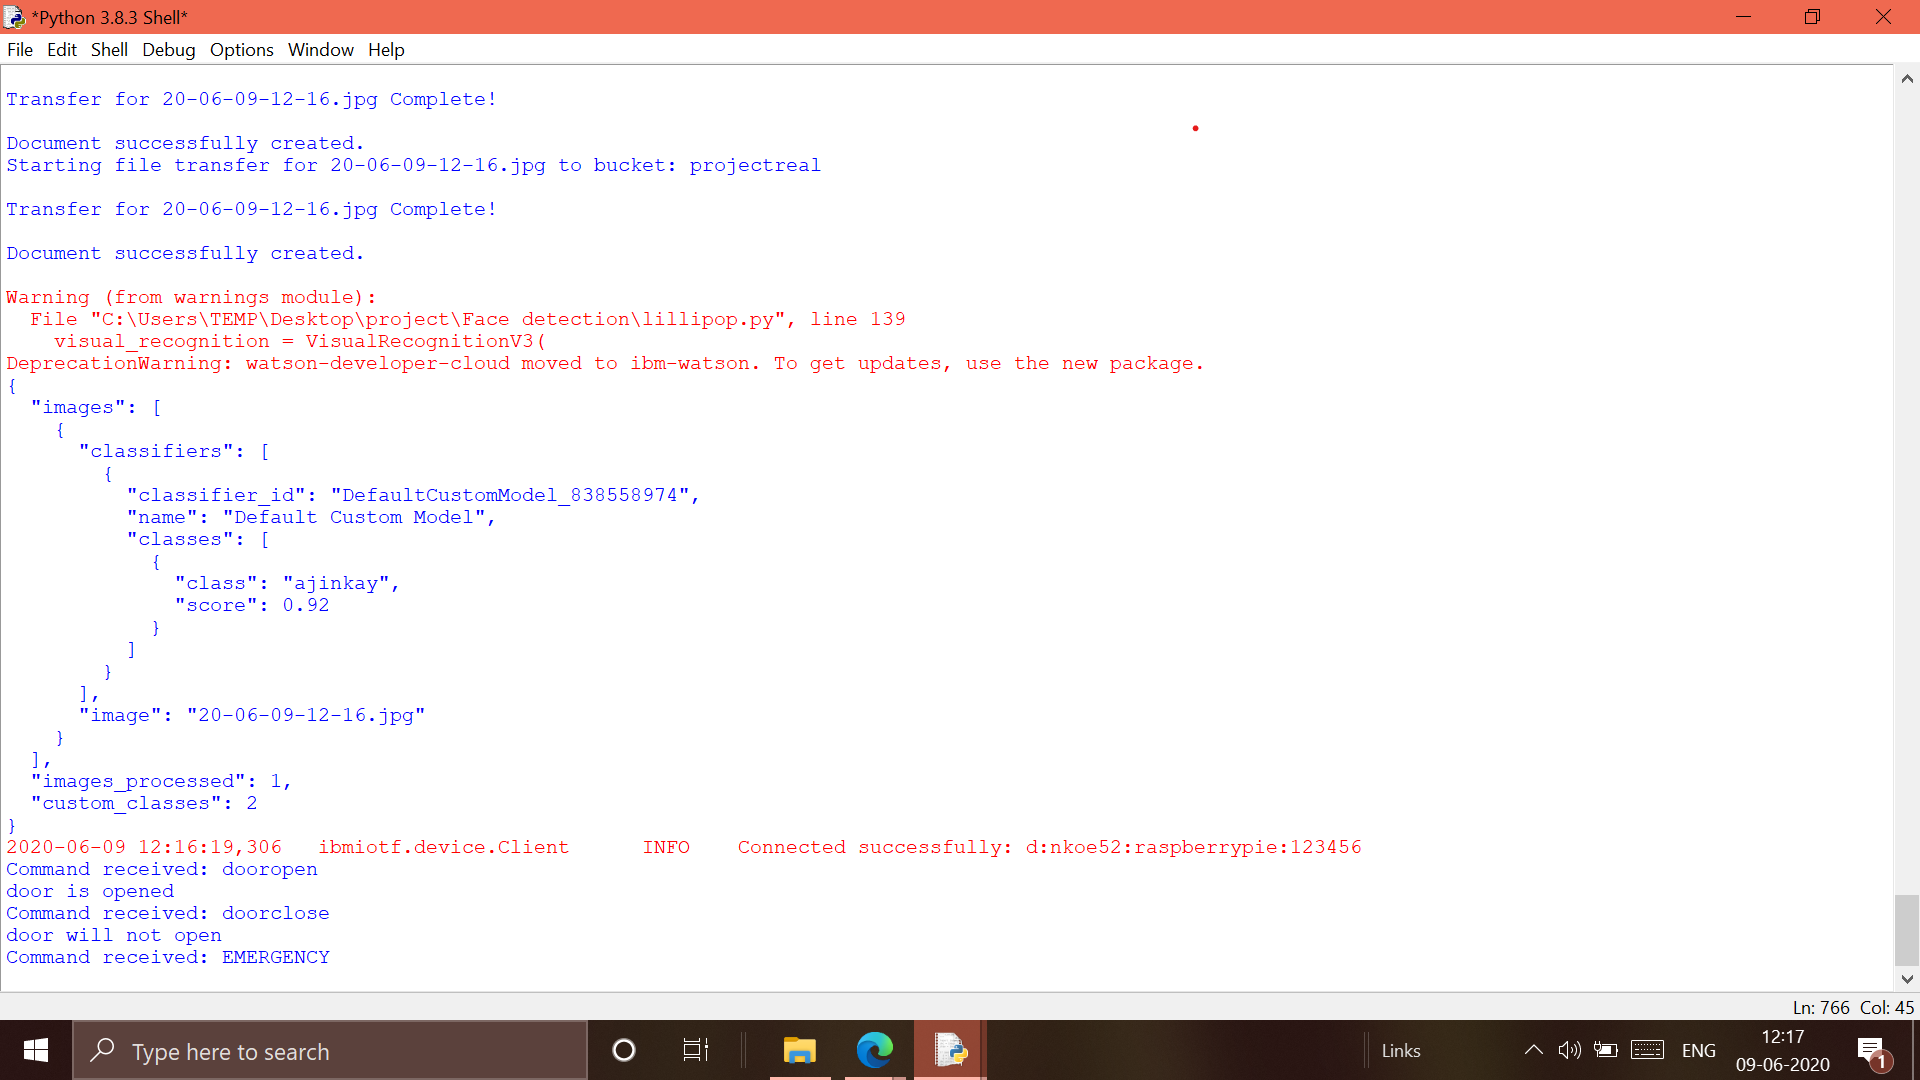 *Python 3.8.3 Shell*
File Edit Shell Debug Options Window Help
Transfer for 20-06-09-12-16.jpg Complete!
Document successfully created.
Starting file transfer for 20-06-09-12-16.jpg to bucket: projectreal
Transfer for 20-06-09-12-16.jpg Complete!
Document successfully created.
Warning (from warnings module):
  File "C:\Users\TEMP\Desktop\project\Face detection\lillipop.py", line 139
    visual_recognition = VisualRecognitionV3(
DeprecationWarning: watson-developer-cloud moved to ibm-watson. To get updates, use the new package.
{
  "images": [
    {
      "classifiers": [
        {
          "classifier_id": "DefaultCustomModel_838558974",
          "name": "Default Custom Model",
          "classes": [
            {
              "class": "ajinkay",
              "score": 0.92
            }
          ]
        }
      ],
      "image": "20-06-09-12-16.jpg"
    }
  ],
  "images_processed": 1,
  "custom_classes": 2
}
2020-06-09 12:16:19,306   ibmiotf.device.Client      INFO    Connected successfully: d:nkoe52:raspberrypie:123456
Command received: dooropen
door is opened
Command received: doorclose
door will not open
Command received: EMERGENCY
Ln: 766 Col: 45
Type here to search
Links
ENG
12:17
09-06-2020
1